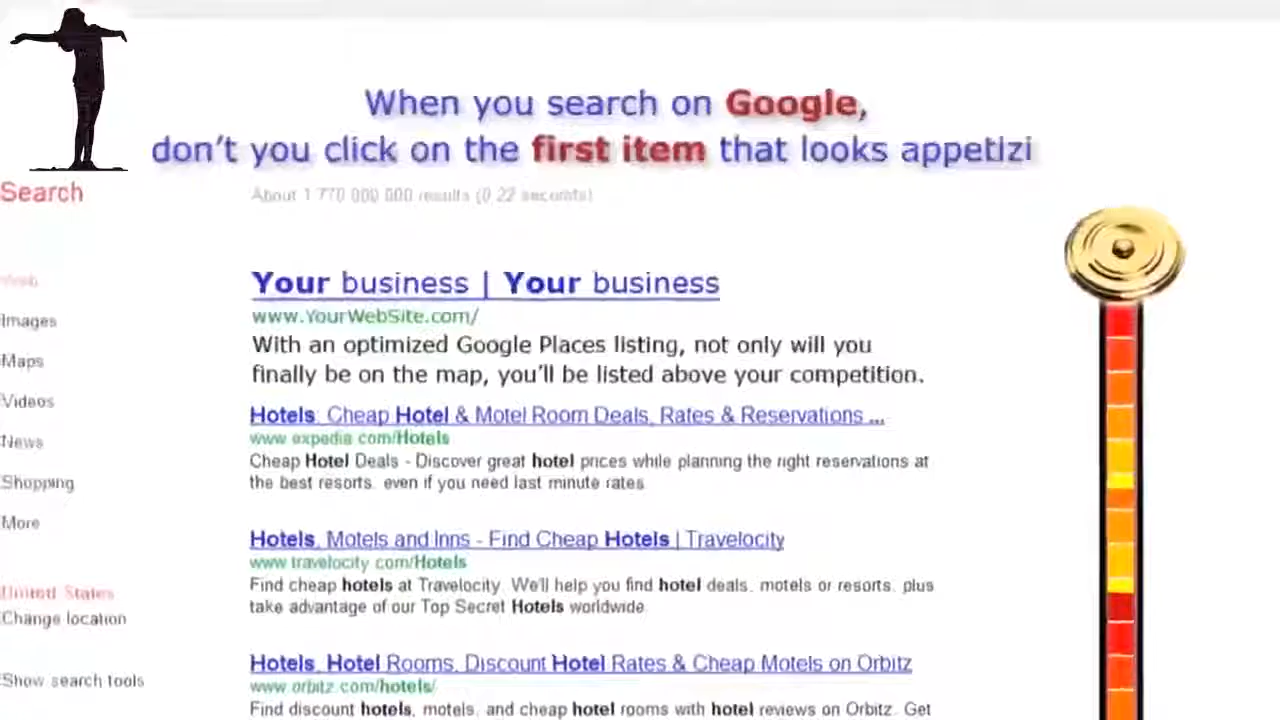 When you search on Google,
don't you click on the first item that looks appetizi
Search
About 1 770 000 000 results (0.22 seconds)
Web
Your business | Your business
www.YourWebSite.com/
Images
With an optimized Google Places listing, not only will you
Maps
finally be on the map, you'll be listed above your competition.
Videos
Hotels, Cheap Hotel & Motel Room Deals, Rates & Reservations ...
www.expedia.com/Hotels
News
Cheap Hotel Deals - Discover great hotel prices while planning the right reservations at
Shopping
the best resorts, even if you need last minute rates.
More
Hotels, Motels and Inns - Find Cheap Hotels | Travelocity
www.travelocity.com/Hotels
United States
Find cheap hotels at Travelocity. We'll help you find hotel deals, motels or resorts, plus
Change location
take advantage of our Top Secret Hotels worldwide.
Hotels, Hotel Rooms, Discount Hotel Rates & Cheap Motels on Orbitz
Show search tools
www.orbitz.com/hotels/
Find discount hotels, motels, and cheap hotel rooms with hotel reviews on Orbitz. Get